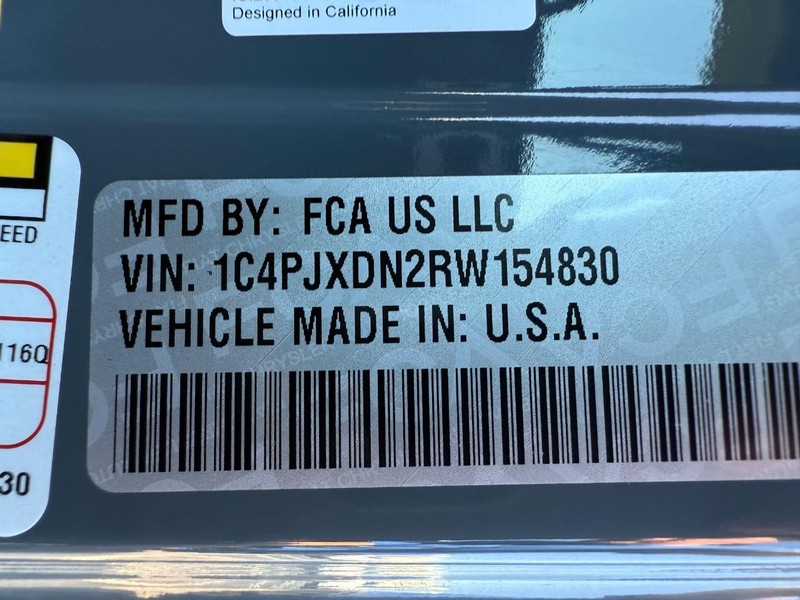 Designed in California
EED
MFD BY: FCA US LLC
VIN: 1C4PJXDN2RW154830
VEHICLE MADE IN: U.S.A.
116Q
30